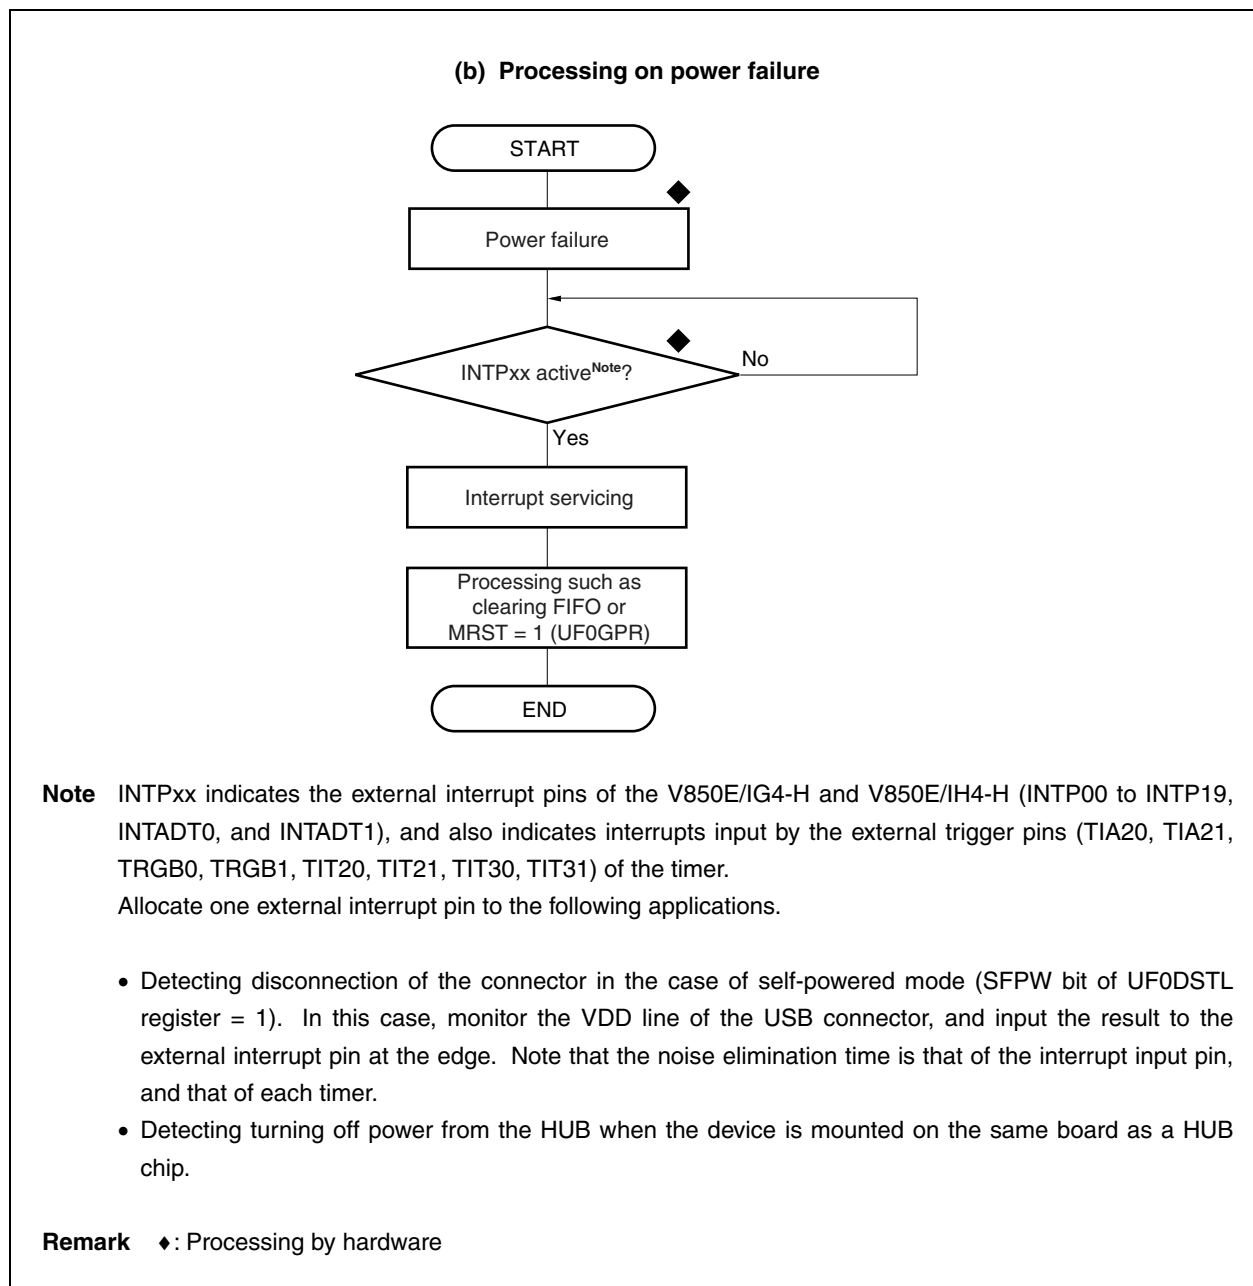 (b) Processing on power failure
START
Power failure
INTPxx active^Note?
No
Yes
Interrupt servicing
Processing such as
clearing FIFO or
MRST = 1 (UF0GPR)
END
Note INTPxx indicates the external interrupt pins of the V850E/IG4-H and V850E/IH4-H (INTP00 to INTP19,
INTADT0, and INTADT1), and also indicates interrupts input by the external trigger pins (TIA20, TIA21,
TRGB0, TRGB1, TIT20, TIT21, TIT30, TIT31) of the timer.
Allocate one external interrupt pin to the following applications.
• Detecting disconnection of the connector in the case of self-powered mode (SFPW bit of UF0DSTL
register = 1). In this case, monitor the VDD line of the USB connector, and input the result to the
external interrupt pin at the edge. Note that the noise elimination time is that of the interrupt input pin,
and that of each timer.
• Detecting turning off power from the HUB when the device is mounted on the same board as a HUB
chip.
Remark ♦: Processing by hardware